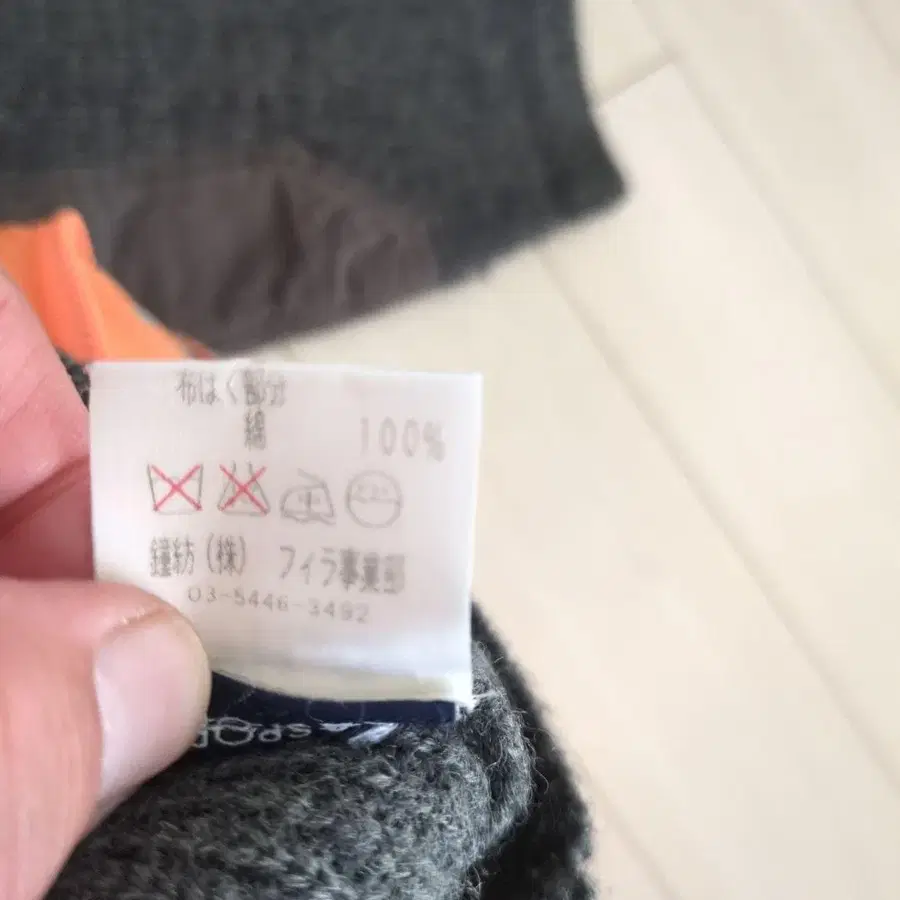 布はく部分
綿 100%
鐘紡(株) フィラ事業部
03-5446-3492